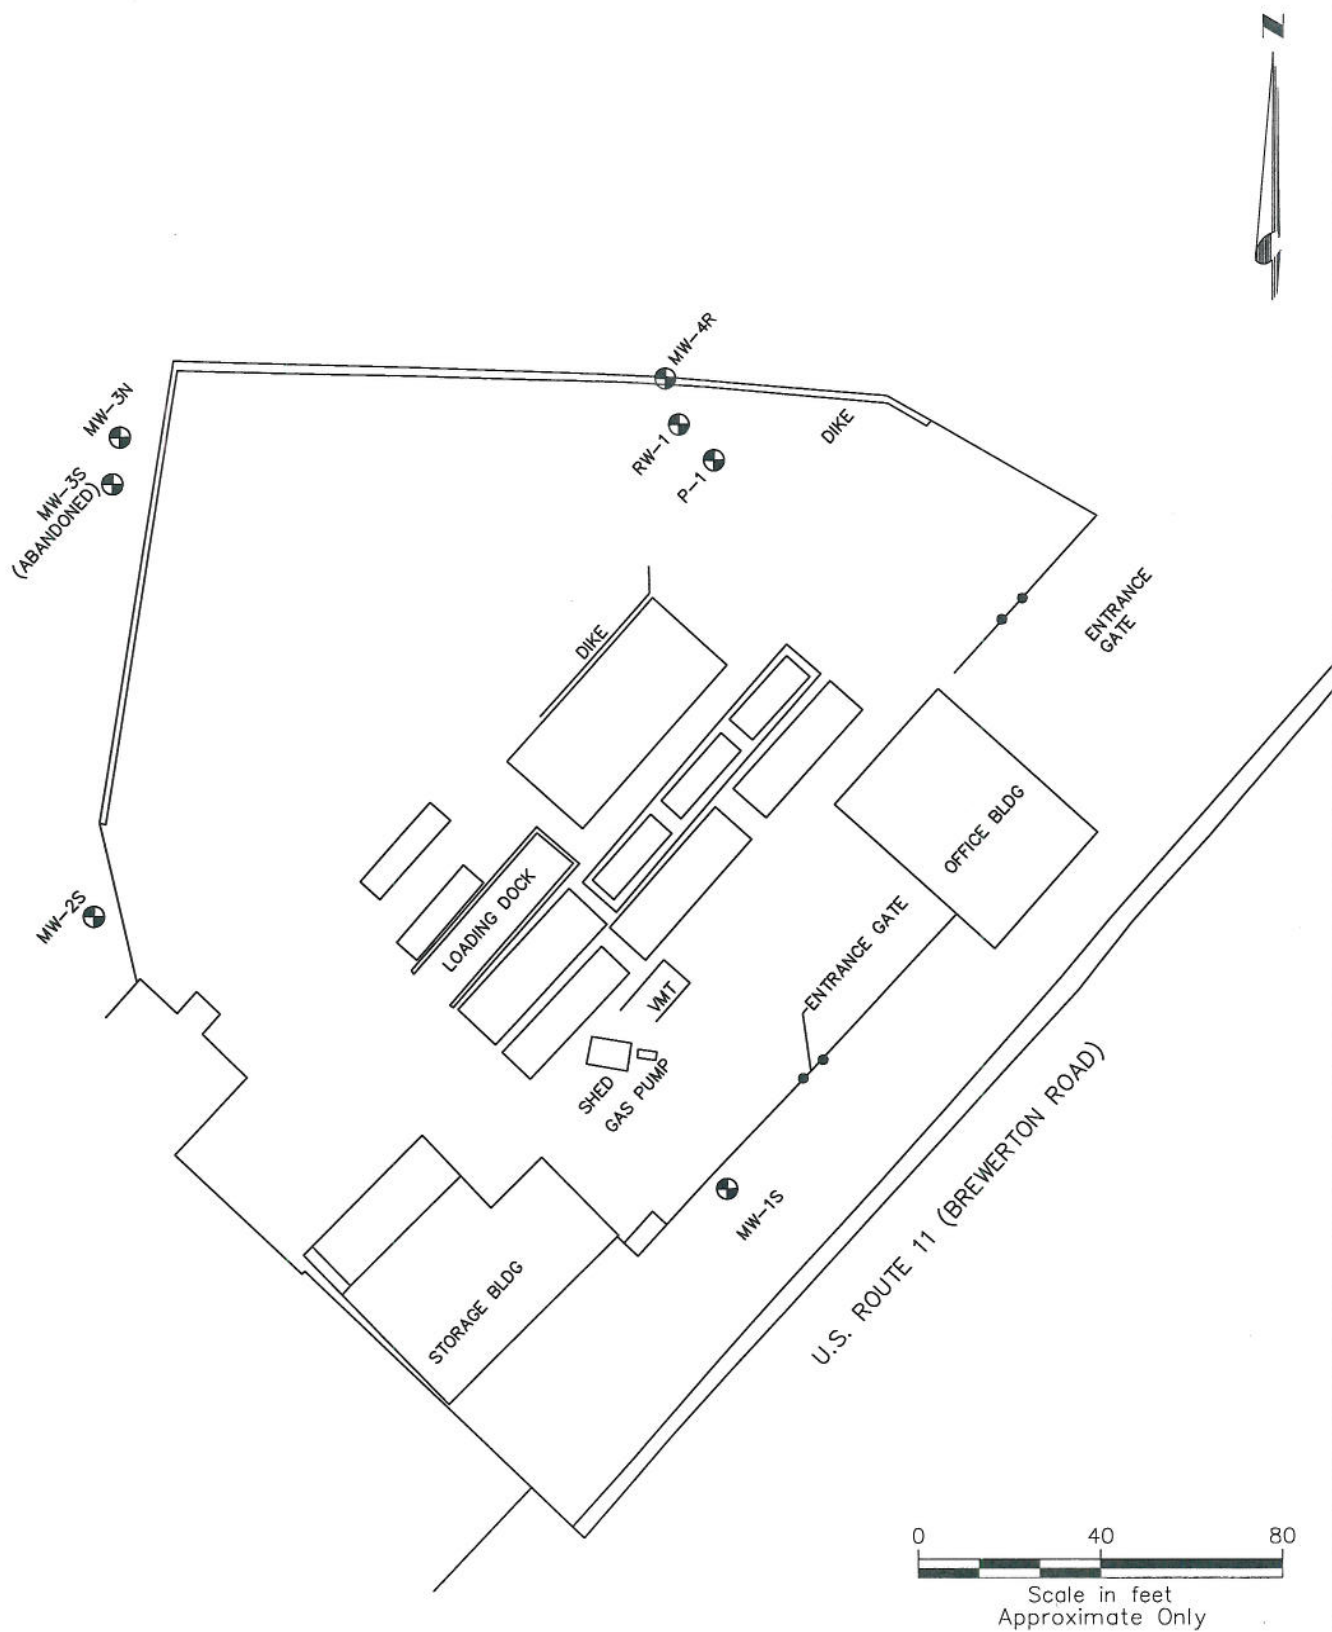 N
MW-4R
MW-3N
RW-1
DIKE
P-1
MW-3S
(ABANDONED)
ENTRANCE
GATE
DIKE
OFFICE BLDG
LOADING DOCK
MW-2S
ENTRANCE GATE
VMT
SHED
GAS PUMP
MW-1S
U.S. ROUTE 11 (BREWERTON ROAD)
STORAGE BLDG
0 40 80
Scale in feet
Approximate Only